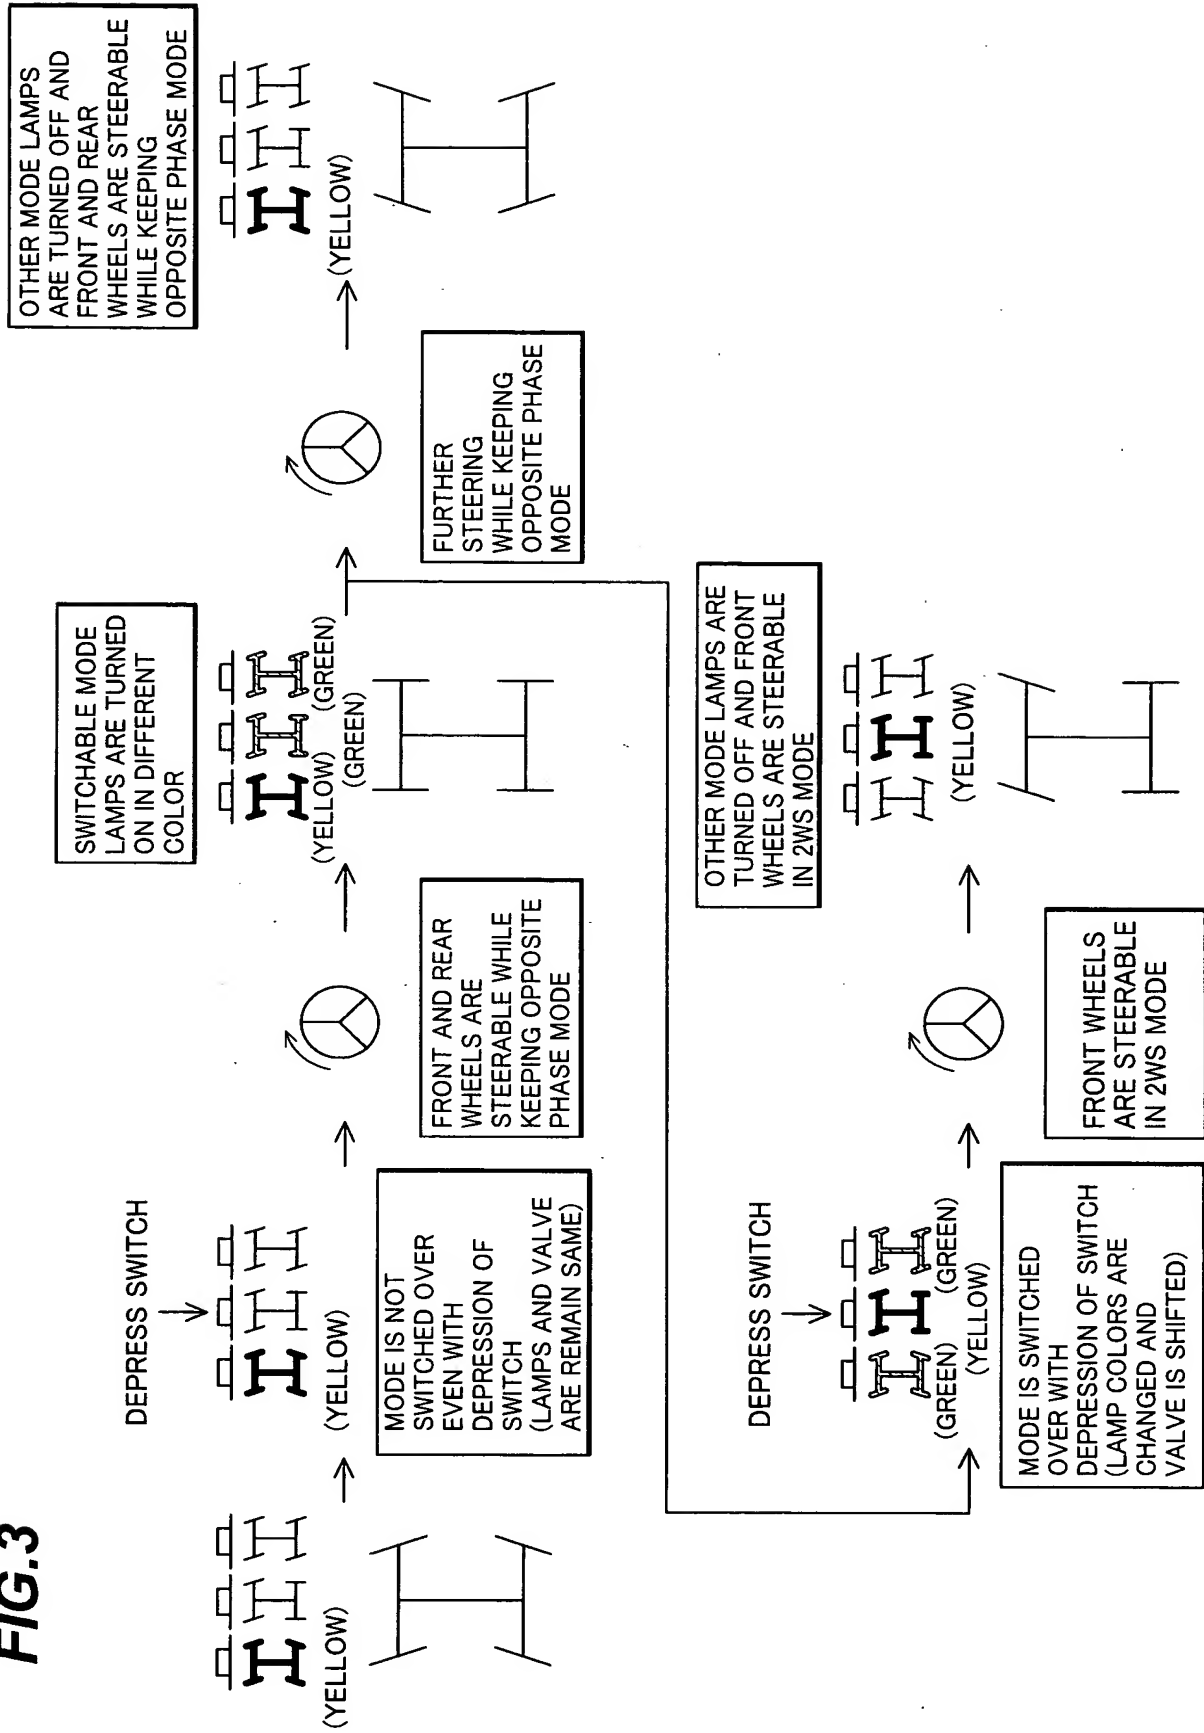 FIG.3
(YELLOW)
DEPRESS SWITCH
(YELLOW)
MODE IS NOT
SWITCHED OVER
EVEN WITH
DEPRESSION OF
SWITCH
(LAMPS AND VALVE
ARE REMAIN SAME)
FRONT AND REAR
WHEELS ARE
STEERABLE WHILE
KEEPING OPPOSITE
PHASE MODE
SWITCHABLE MODE
LAMPS ARE TURNED
ON IN DIFFERENT
COLOR
(YELLOW)
(GREEN)
(GREEN)
FURTHER
STEERING
WHILE KEEPING
OPPOSITE PHASE
MODE
OTHER MODE LAMPS
ARE TURNED OFF AND
FRONT AND REAR
WHEELS ARE STEERABLE
WHILE KEEPING
OPPOSITE PHASE MODE
(YELLOW)
DEPRESS SWITCH
(GREEN)
(YELLOW)
(GREEN)
MODE IS SWITCHED
OVER WITH
DEPRESSION OF SWITCH
(LAMP COLORS ARE
CHANGED AND
VALVE IS SHIFTED)
FRONT WHEELS
ARE STEERABLE
IN 2WS MODE
OTHER MODE LAMPS ARE
TURNED OFF AND FRONT
WHEELS ARE STEERABLE
IN 2WS MODE
(YELLOW)